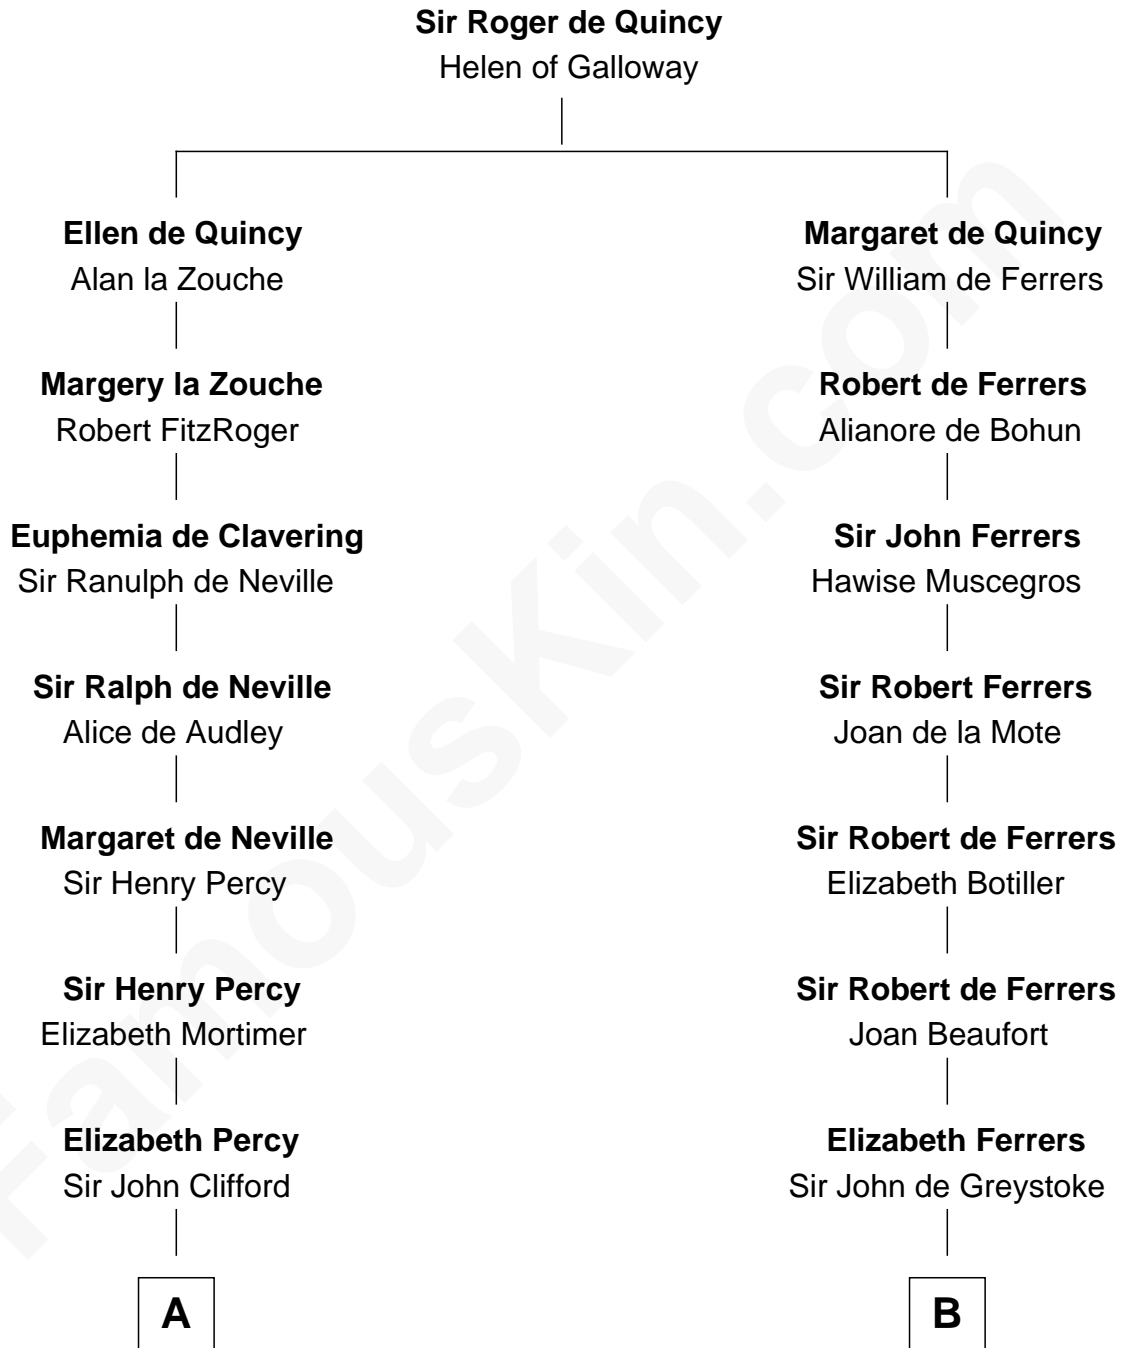 Sir Roger de Quincy
Helen of Galloway
Ellen de Quincy
Alan la Zouche
Margaret de Quincy
Sir William de Ferrers
Margery la Zouche
Robert FitzRoger
Robert de Ferrers
Alianore de Bohun
Euphemia de Clavering
Sir Ranulph de Neville
Sir John Ferrers
Hawise Muscegros
Sir Ralph de Neville
Alice de Audley
Sir Robert Ferrers
Joan de la Mote
Margaret de Neville
Sir Henry Percy
Sir Robert de Ferrers
Elizabeth Botiller
Sir Henry Percy
Elizabeth Mortimer
Sir Robert de Ferrers
Joan Beaufort
Elizabeth Percy
Sir John Clifford
Elizabeth Ferrers
Sir John de Greystoke
A
B
FamousKin.com